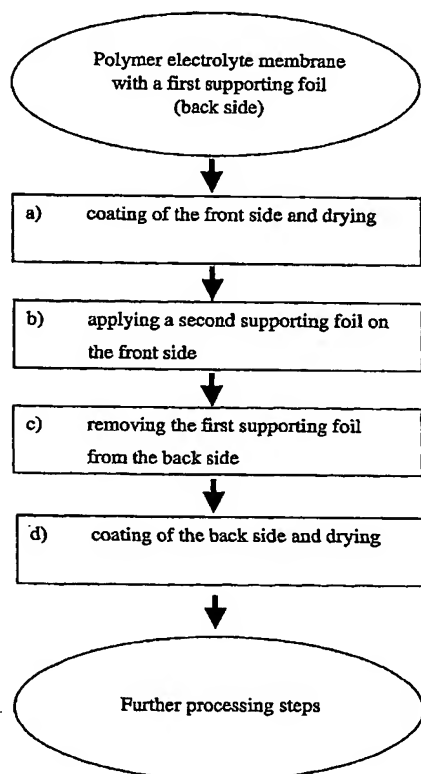 Polymer electrolyte membrane
with a first supporting foil
(back side)
a) coating of the front side and drying
b) applying a second supporting foil on
the front side
c) removing the first supporting foil
from the back side
d) coating of the back side and drying
Further processing steps